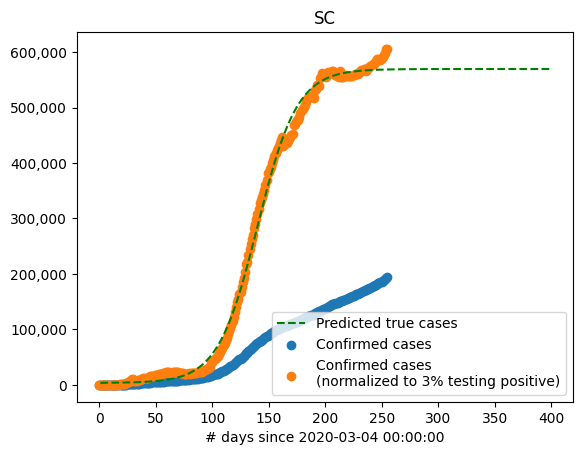 SC
600,000
500,000
400,000
300,000
200,000
100,000
0
Predicted true cases
Confirmed cases
Confirmed cases
(normalized to 3% testing positive)
0 50 100 150 200 250 300 350 400
# days since 2020-03-04 00:00:00